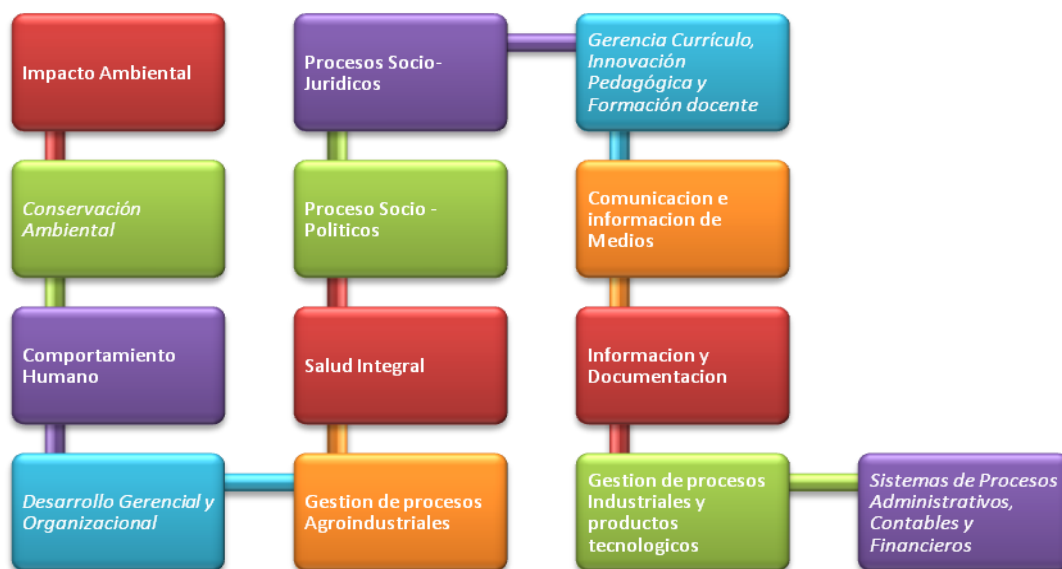 Impacto Ambiental
Conservación
Ambiental
Comportamiento
Humano
Desarrollo Gerencial y
Organizacional
Gestion de procesos
Agroindustriales
Salud Integral
Proceso Socio -
Politicos
Procesos Socio-
Juridicos
Gerencia Currículo,
Innovación
Pedagógica y
Formación docente
Comunicacion e
informacion de
Medios
Informacion y
Documentacion
Gestion de procesos
Industriales y
productos
tecnologicos
Sistemas de Procesos
Administrativos,
Contables y
Financieros